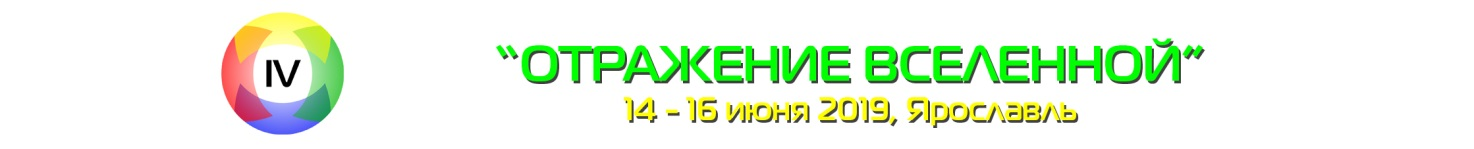 IV
“ОТРАЖЕНИЕ ВСЕЛЕННОЙ”
14 - 16 июня 2019, Ярославль